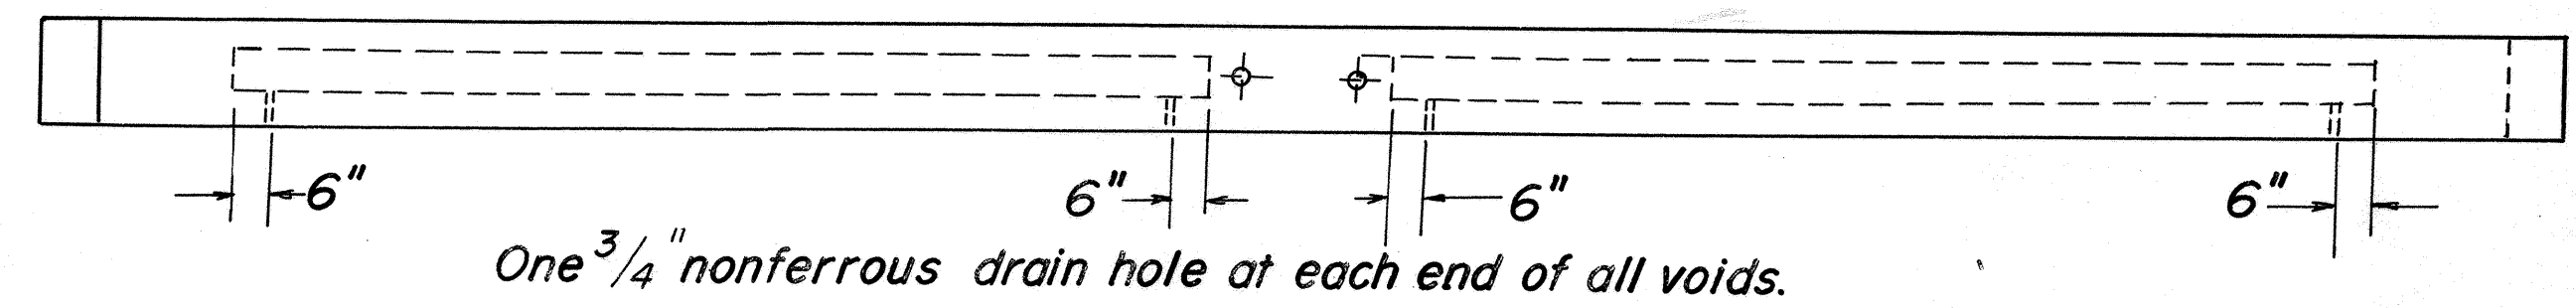 6" 6" 6" 6"
One 3/4" nonferrous drain hole at each end of all voids.